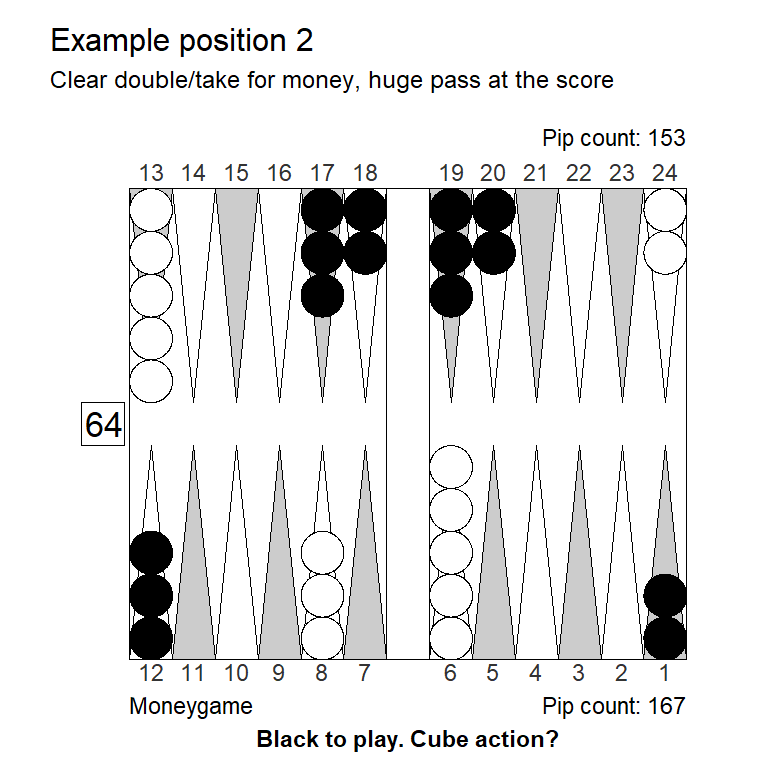 Example position 2
Clear double/take for money, huge pass at the score
Pip count: 153
13 14 15 16 17 18 19 20 21 22 23 24
64
12 11 10 9 8 7 6 5 4 3 2 1
Moneygame Pip count: 167
Black to play. Cube action?